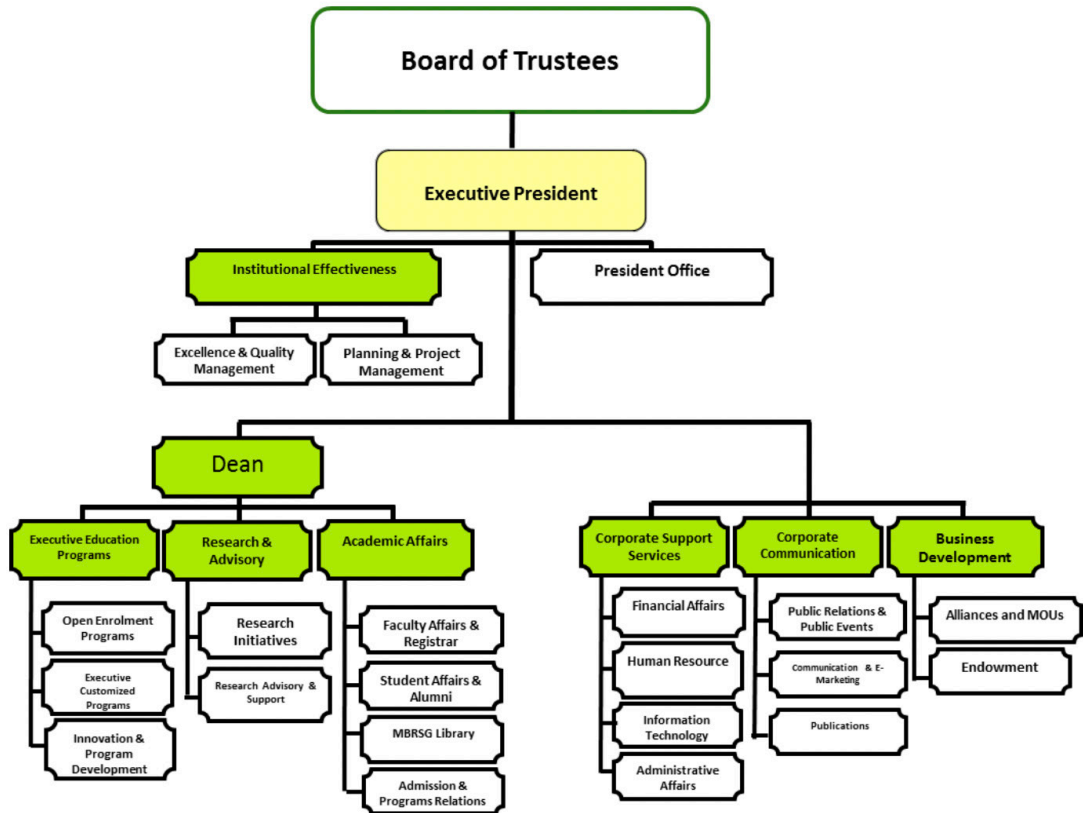 Board of Trustees
Executive President
Institutional Effectiveness
President Office
Excellence & Quality
Management
Planning & Project
Management
Dean
Executive Education
Programs
Research &
Advisory
Academic Affairs
Corporate Support
Services
Corporate
Communication
Business
Development
Open Enrolment
Programs
Executive
Customized
Programs
Innovation &
Program
Development
Research
Initiatives
Research Advisory &
Support
Faculty Affairs &
Registrar
Student Affairs &
Alumni
MBRSG Library
Admission &
Programs Relations
Financial Affairs
Human Resource
Information
Technology
Administrative
Affairs
Public Relations &
Public Events
Communication & E-
Marketing
Publications
Alliances and MOUs
Endowment